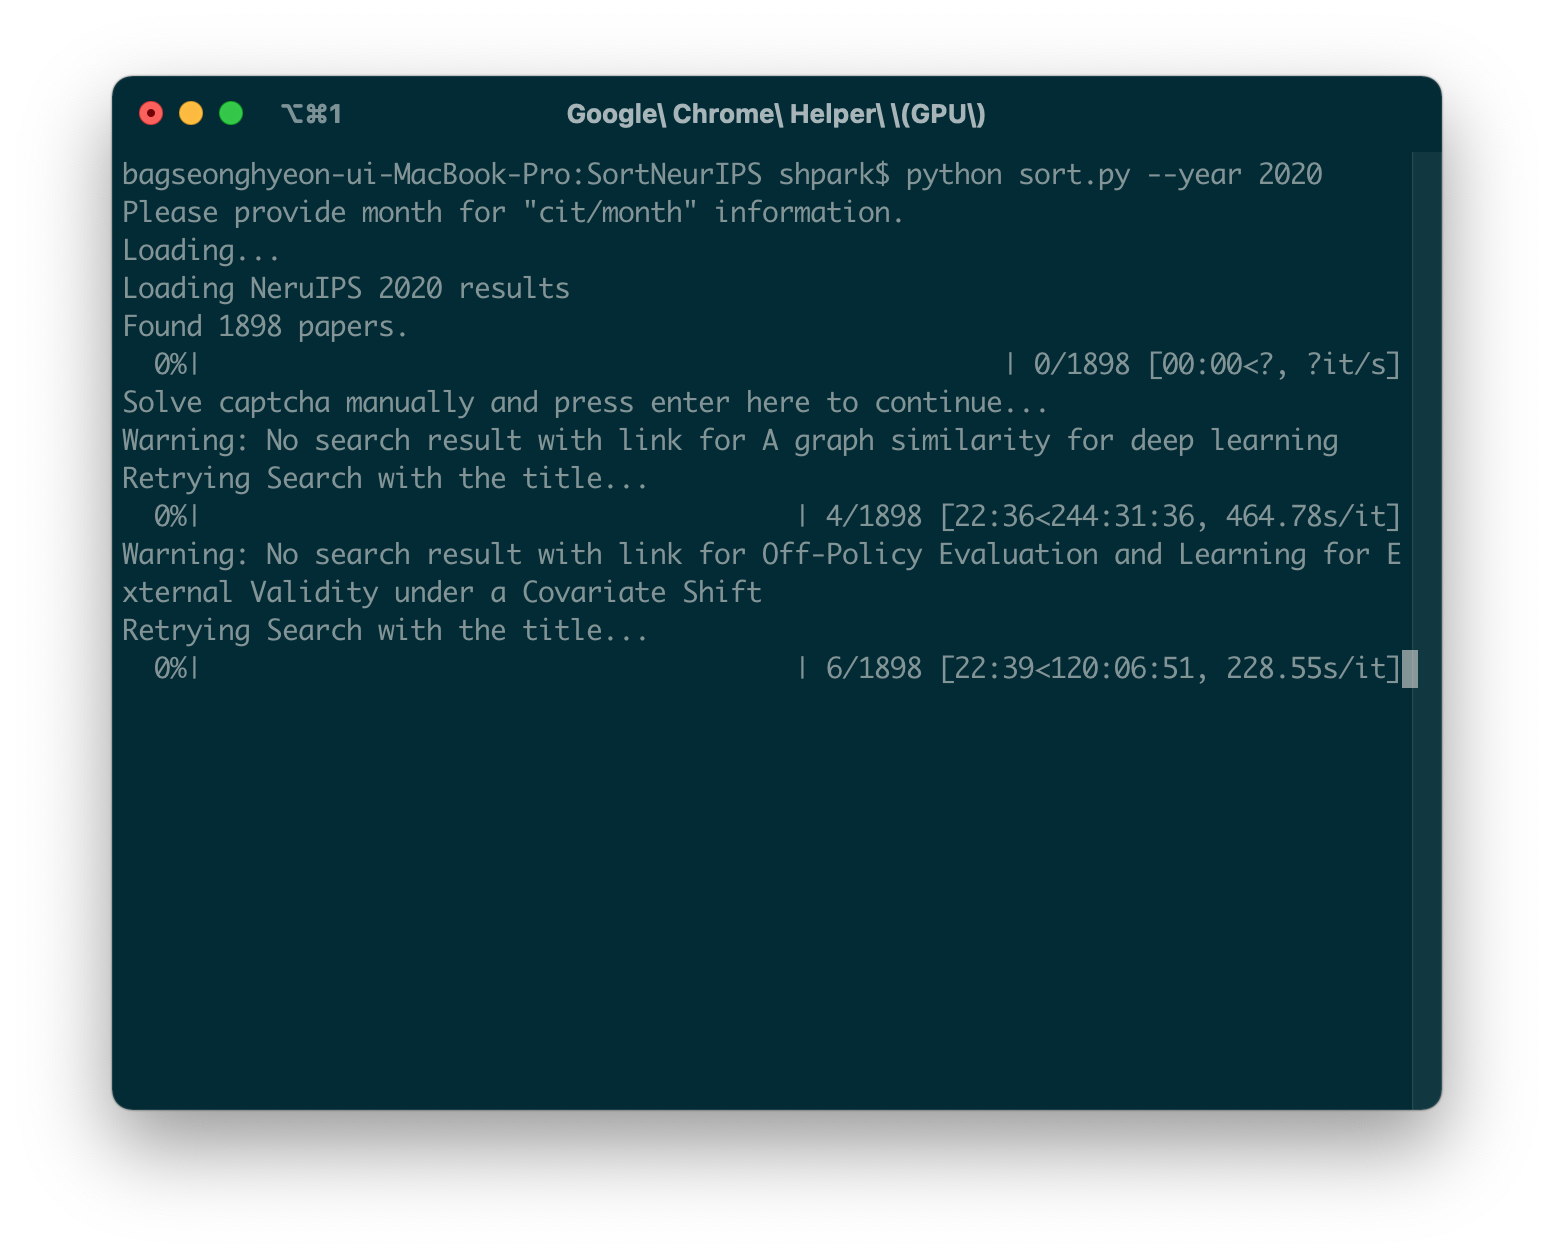 ⌥⌘1
Google\ Chrome\ Helper\ \(GPU\)
bagseonghyeon-ui-MacBook-Pro:SortNeurIPS shpark$ python sort.py --year 2020
Please provide month for "cit/month" information.
Loading...
Loading NeruIPS 2020 results
Found 1898 papers.
0%| | 0/1898 [00:00<?, ?it/s]
Solve captcha manually and press enter here to continue...
Warning: No search result with link for A graph similarity for deep learning
Retrying Search with the title...
0%| | 4/1898 [22:36<244:31:36, 464.78s/it]
Warning: No search result with link for Off-Policy Evaluation and Learning for E
xternal Validity under a Covariate Shift
Retrying Search with the title...
0%| | 6/1898 [22:39<120:06:51, 228.55s/it]